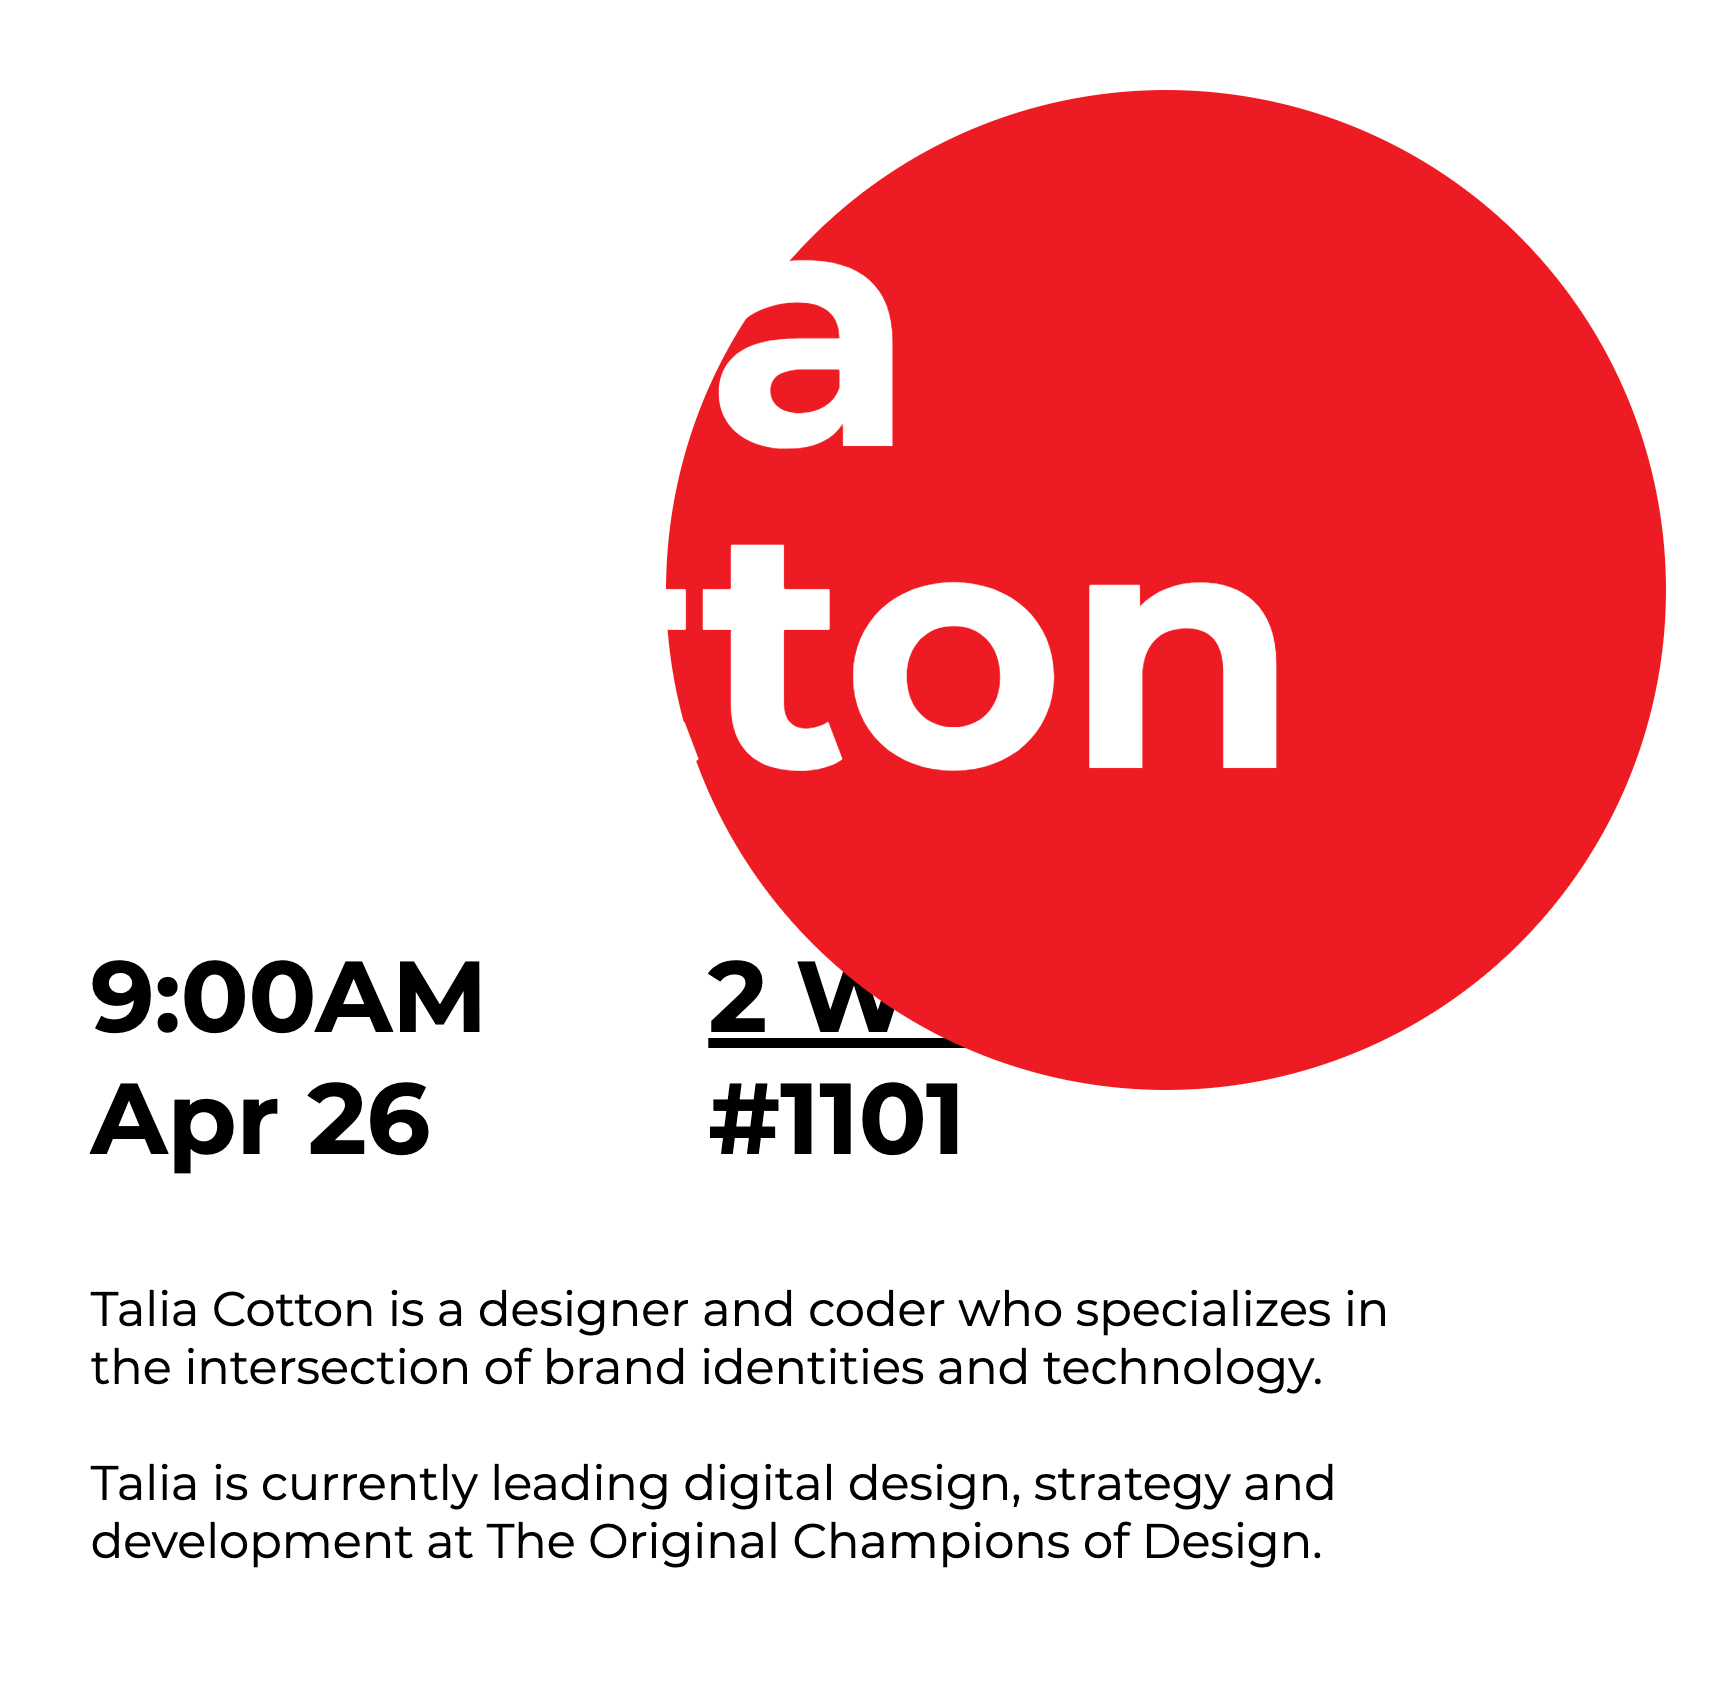 a
ton
9:00AM
2 W
Apr 26
#1101
Talia Cotton is a designer and coder who specializes in
the intersection of brand identities and technology.
Talia is currently leading digital design, strategy and
development at The Original Champions of Design.